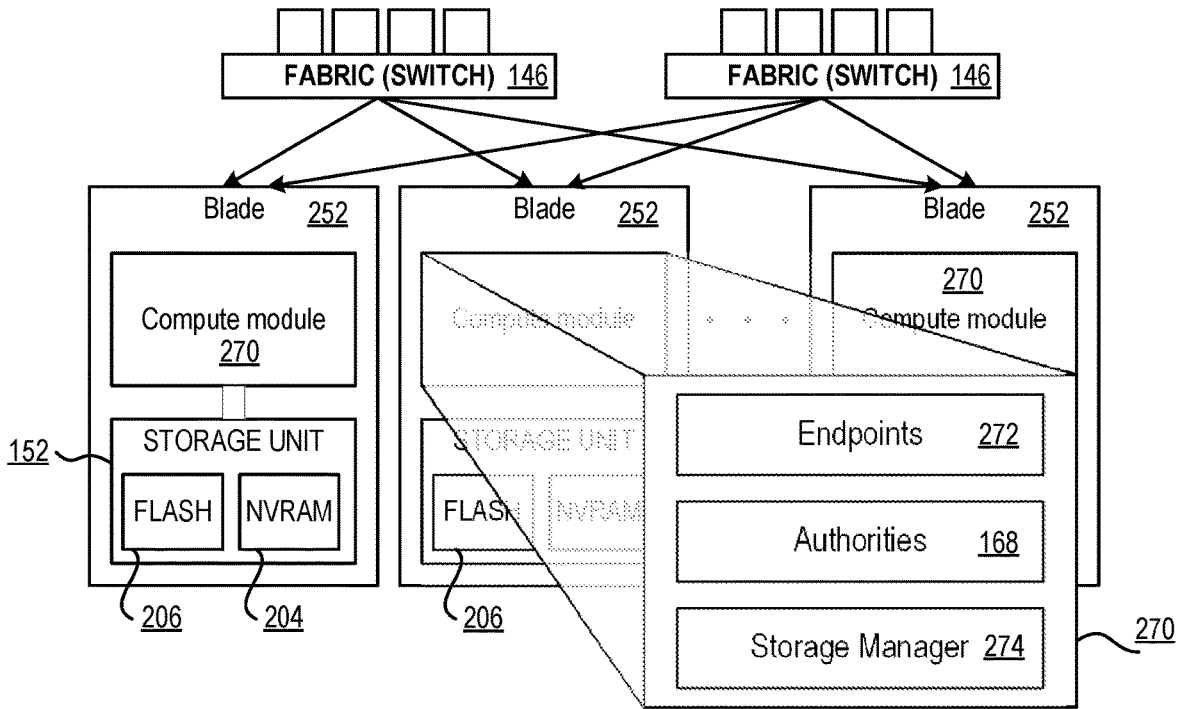 FABRIC (SWITCH) 146
FABRIC (SWITCH) 146
Blade 252
Blade 252
Blade 252
Compute module
270
Compute module
270
Compute module
STORAGE UNIT
152
FLASH
NVRAM
STORAGE UNIT
FLASH
NVRAM
206
204
206
Endpoints 272
Authorities 168
Storage Manager 274
270